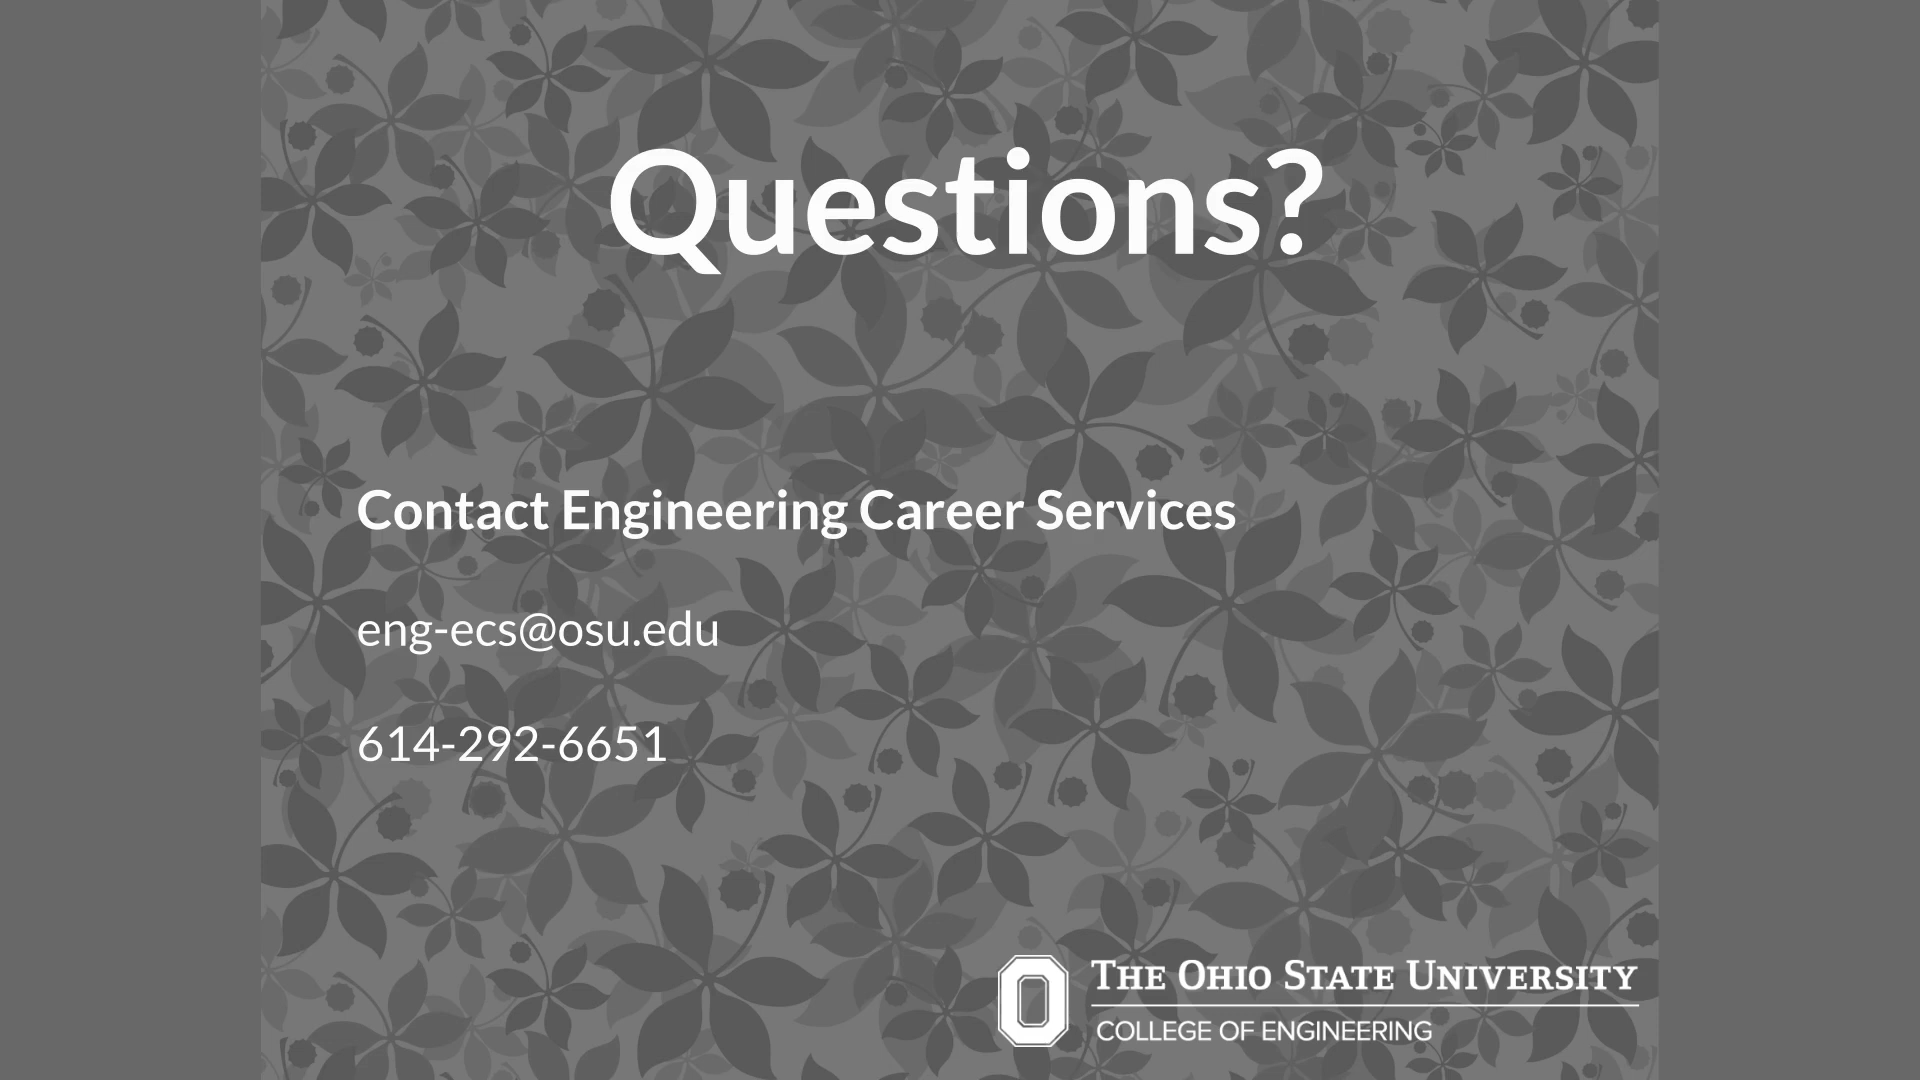 Questions?
Contact Engineering Career Services
eng-ecs@osu.edu
614-292-6651
THE OHIO STATE UNIVERSITY
COLLEGE OF ENGINEERING